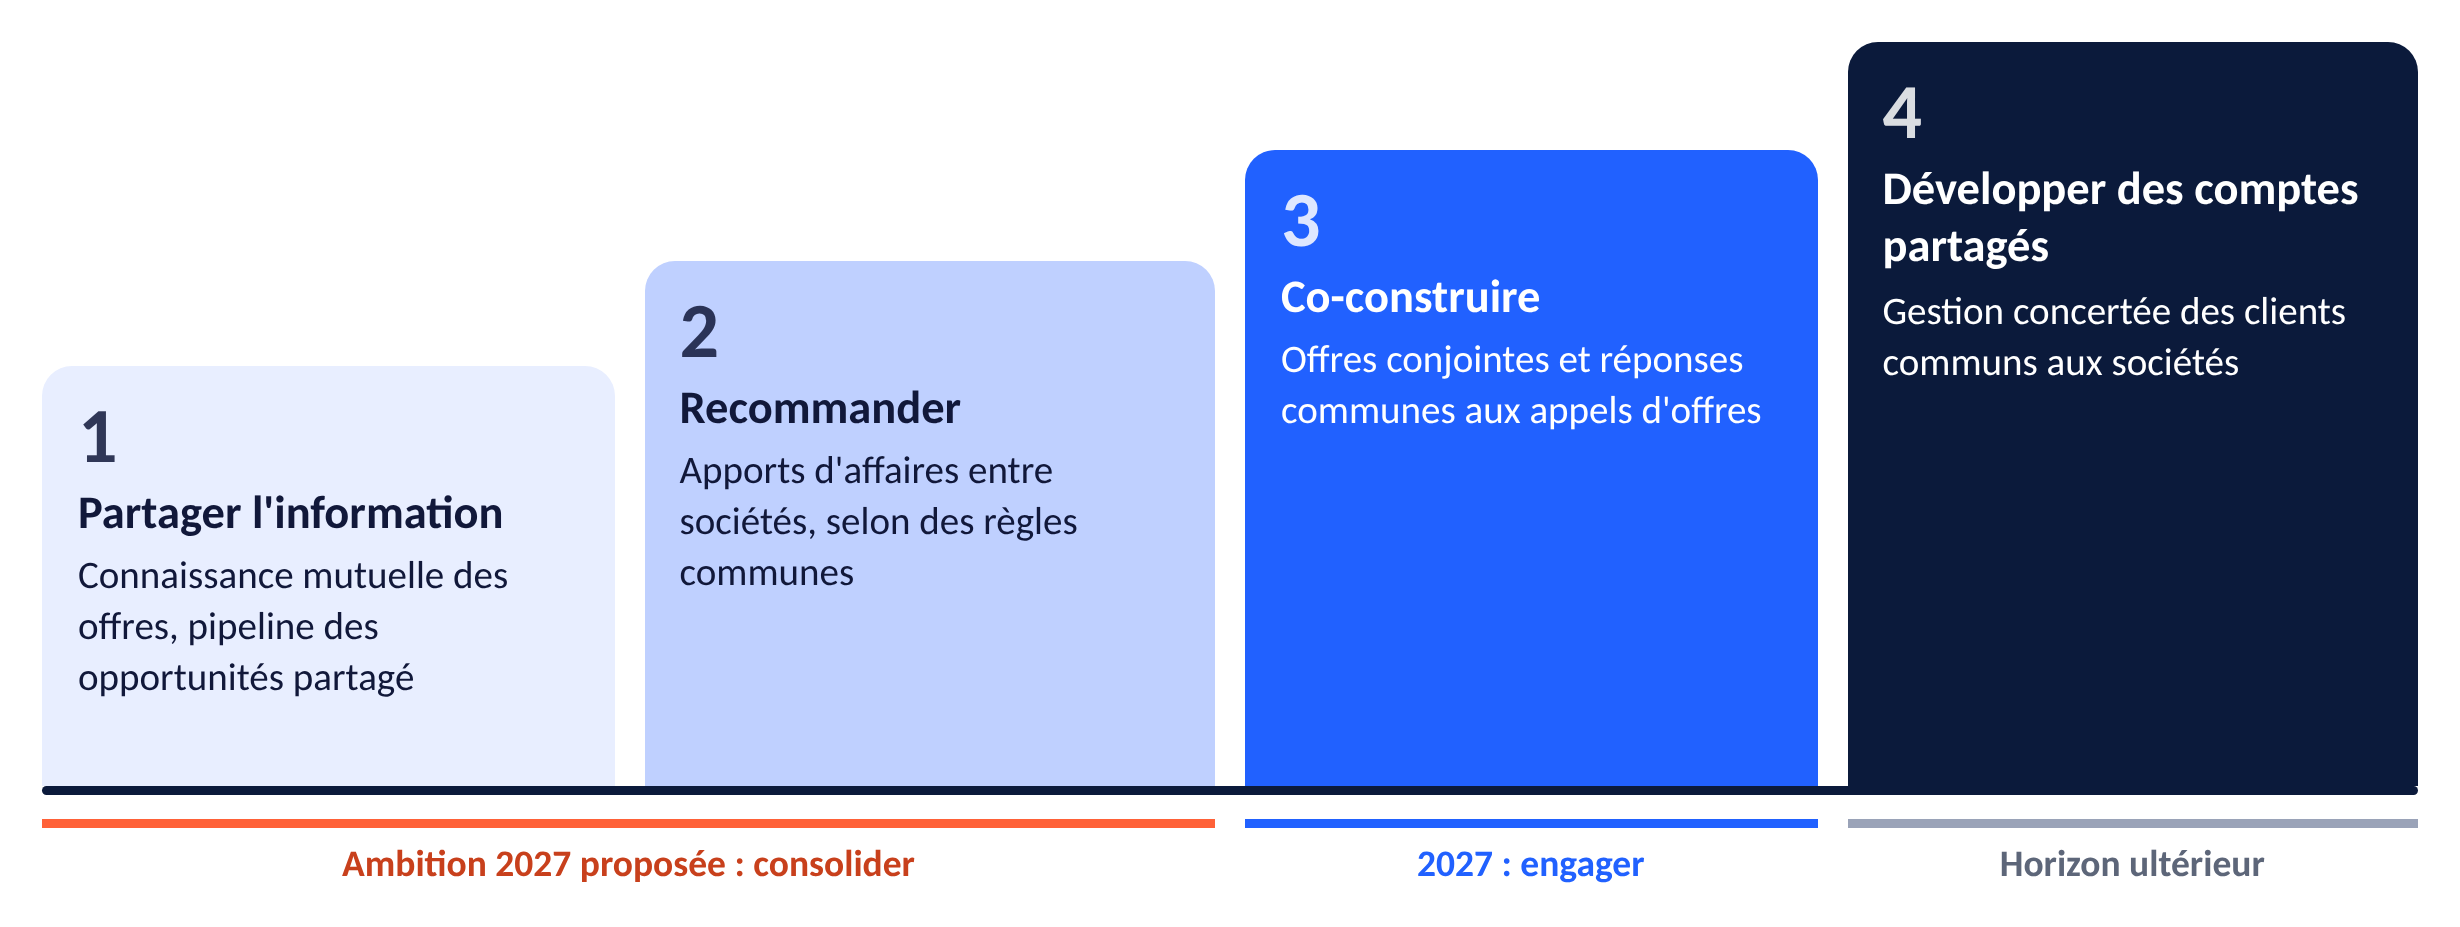 1
Partager l'information
Connaissance mutuelle des
offres, pipeline des
opportunités partagé
2
Recommander
Apports d'affaires entre
sociétés, selon des règles
communes
3
Co-construire
Offres conjointes et réponses
communes aux appels d'offres
4
Développer des comptes
partagés
Gestion concertée des clients
communs aux sociétés
Ambition 2027 proposée : consolider
2027 : engager
Horizon ultérieur